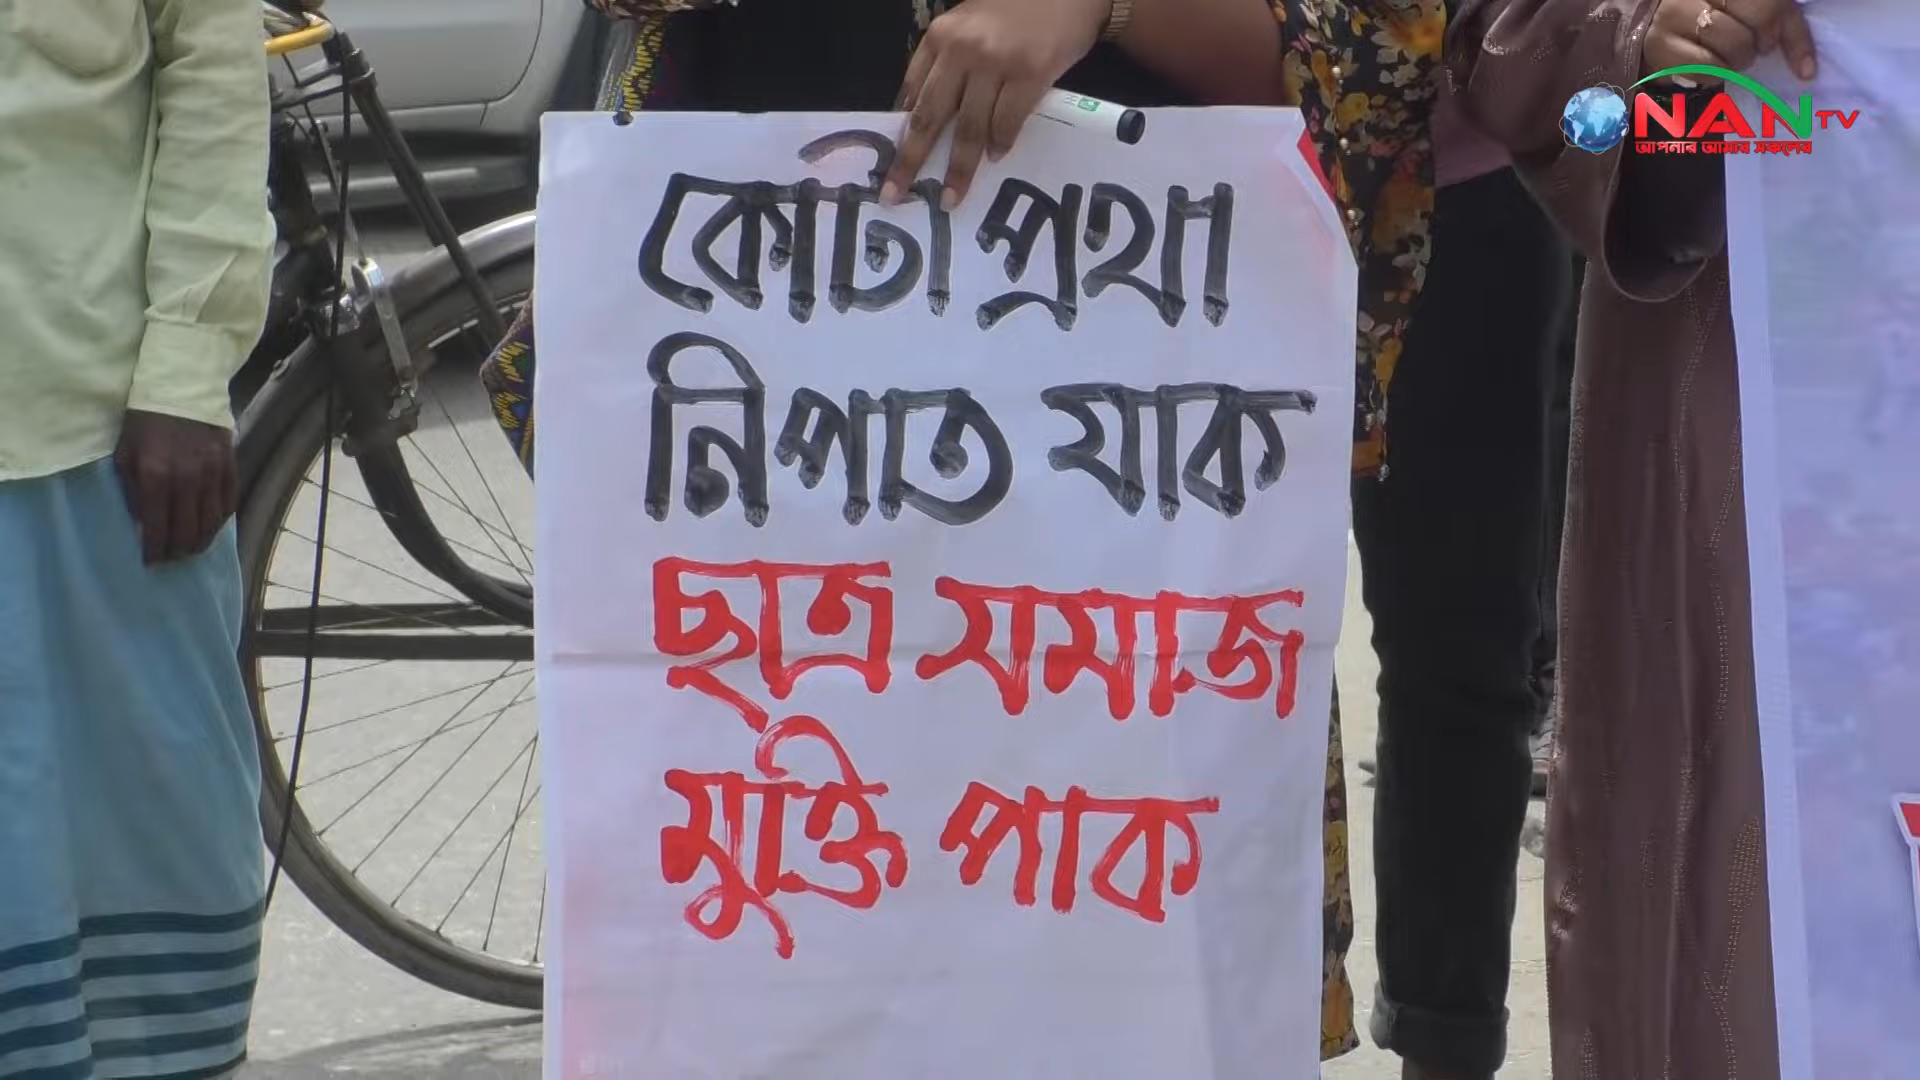 NAN TV
আপনার আমার সকলের
কোটা প্রথা
নিপাত যাক
ছাত্র সমাজ
মুক্তি পাক